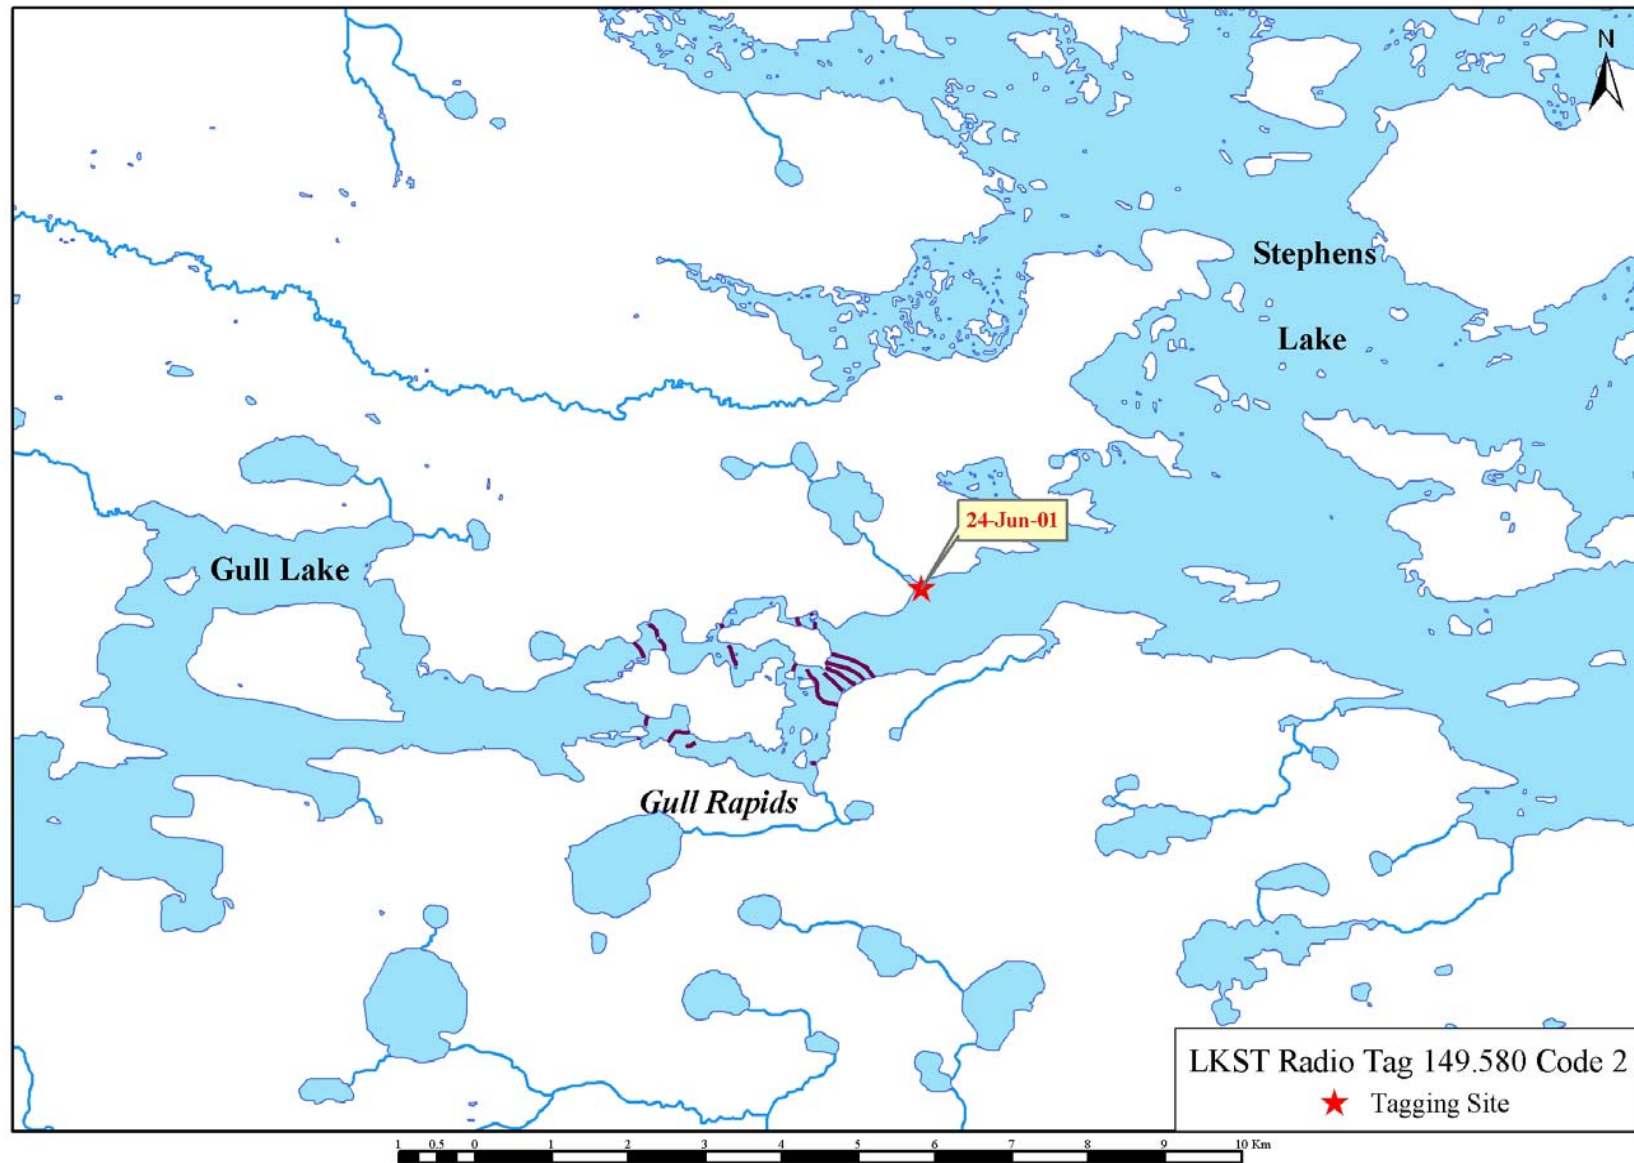 N
Stephens
Lake
24-Jun-01
Gull Lake
Gull Rapids
LKST Radio Tag 149.580 Code 2
Tagging Site
1 0.5 0 1 2 3 4 5 6 7 8 9 10 Km